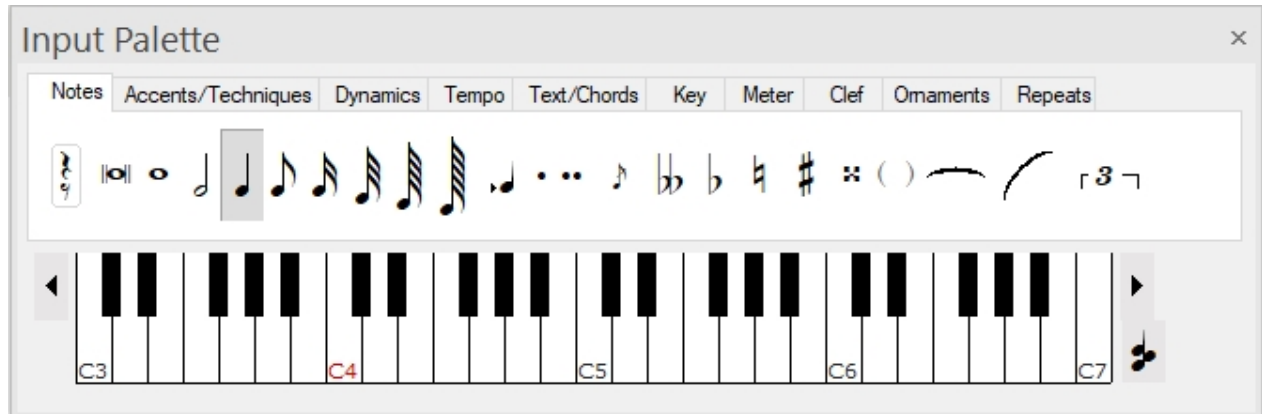 Input Palette
Notes Accents/Techniques Dynamics Tempo Text/Chords Key Meter Clef Ornaments Repeats
3
C3 C4 C5 C6 C7